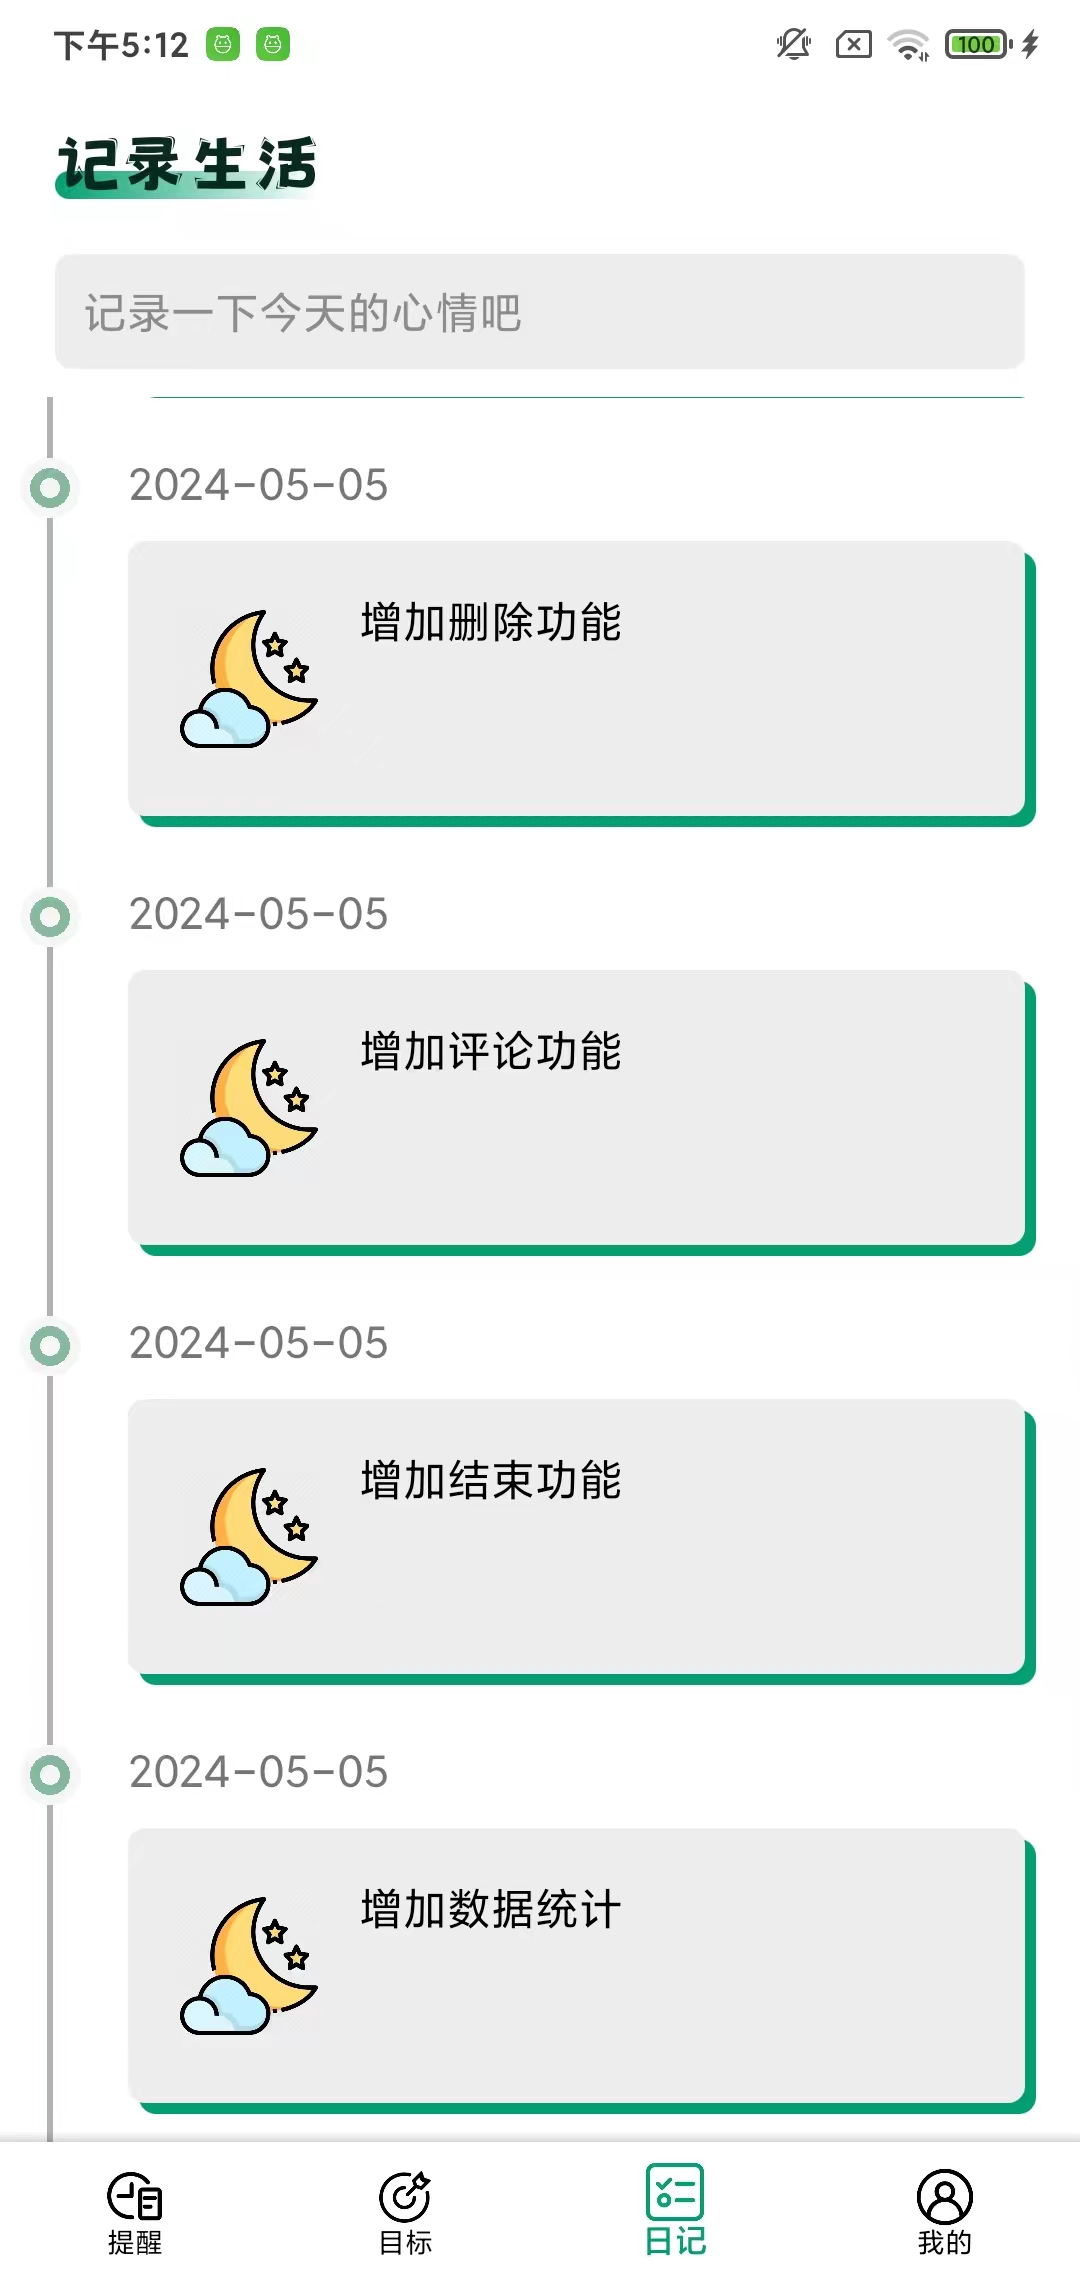 下午5:12
100
记录生活
记录一下今天的心情吧
2024-05-05
增加删除功能
2024-05-05
增加评论功能
2024-05-05
增加结束功能
2024-05-05
增加数据统计
提醒
目标
日记
我的